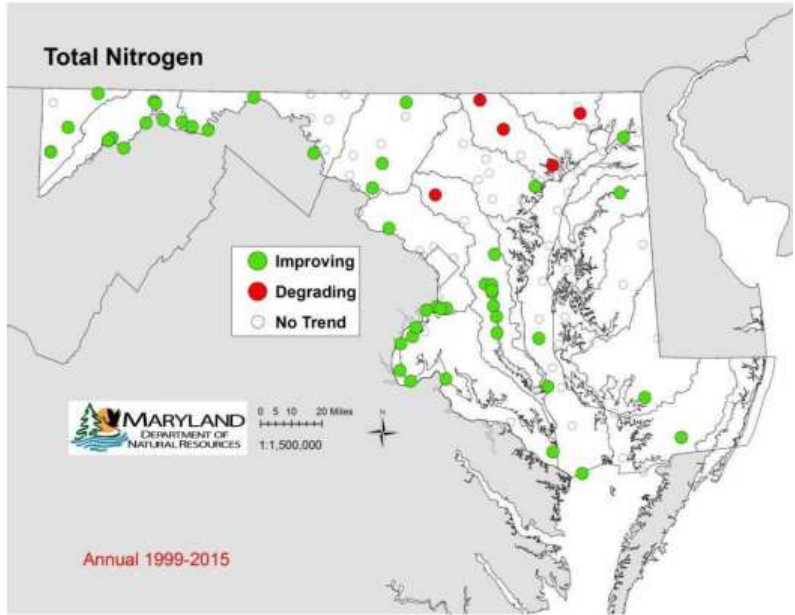 Total Nitrogen
Improving
Degrading
No Trend
MARYLAND
DEPARTMENT OF
NATURAL RESOURCES
0 5 10 20 Miles
1:1,500,000
N
Annual 1999-2015